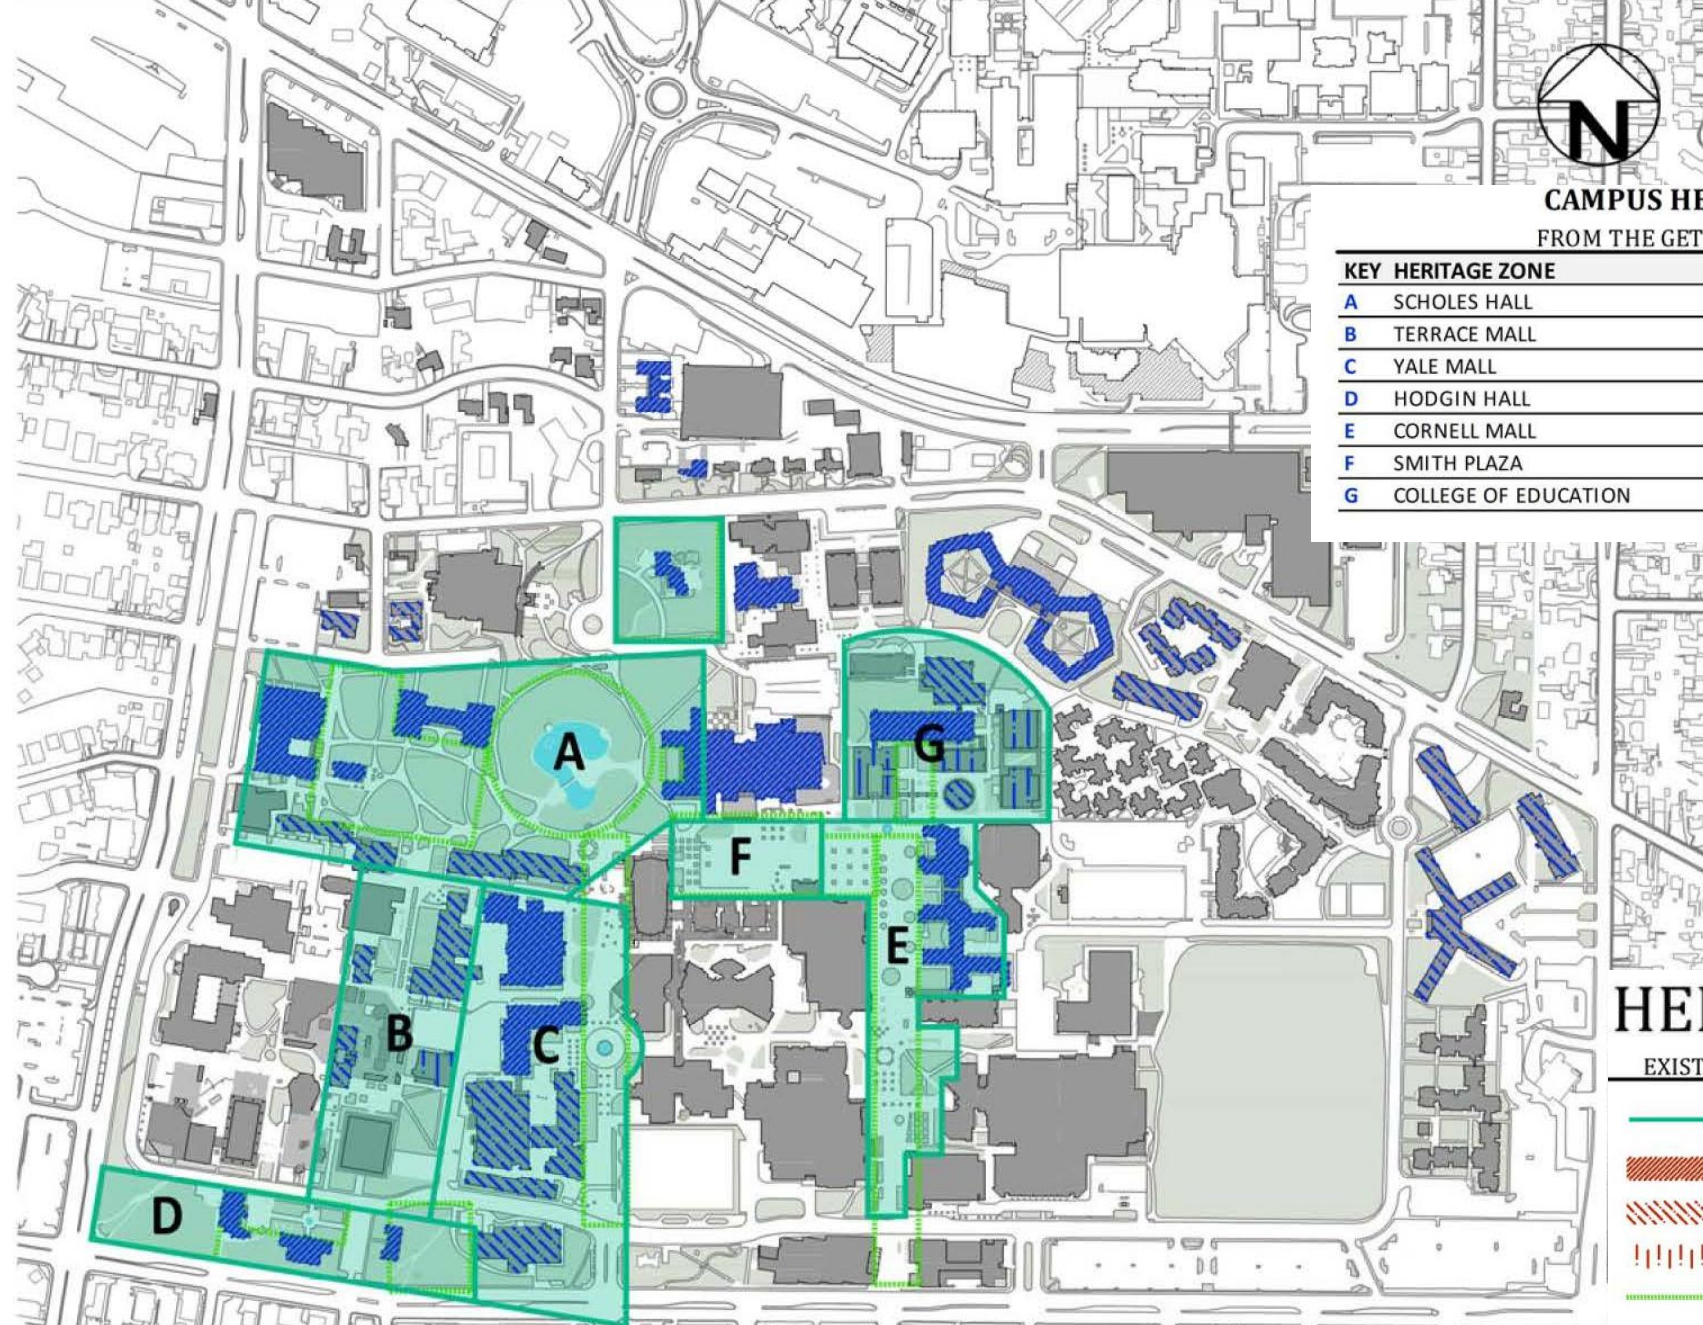 N
CAMPUS HE
FROM THE GET
KEY HERITAGE ZONE
A SCHOLES HALL
B TERRACE MALL
C YALE MALL
D HODGIN HALL
E CORNELL MALL
F SMITH PLAZA
G COLLEGE OF EDUCATION
A
G
F
E
B
C
D
HE
EXIST